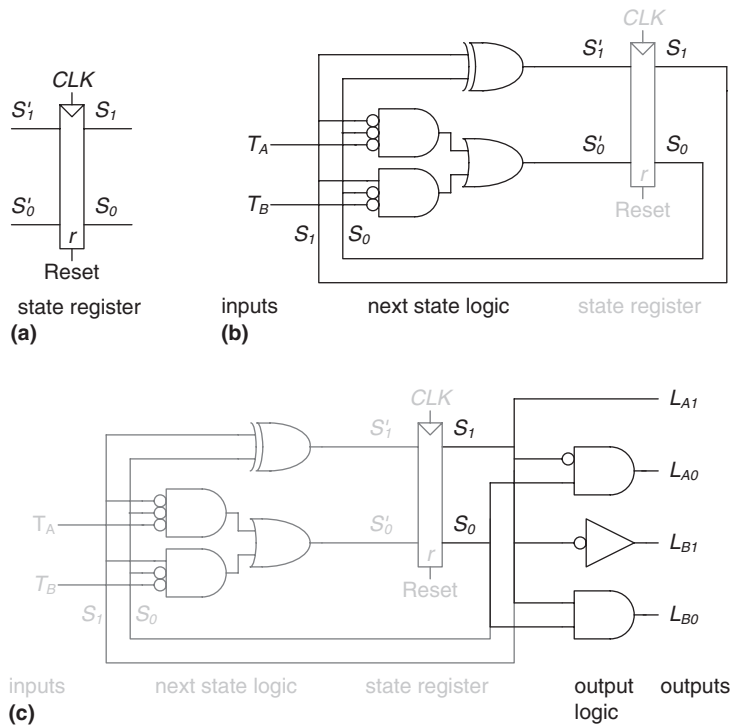 CLK
S'1 S1
S'0 S0
r
Reset
state register
(a)
CLK
S'1 S1
TA
S'0 S0
TB
r
S1 S0
Reset
inputs next state logic state register
(b)
CLK
LA1
S'1 S1
LA0
TA
S'0 S0
LB1
TB
r
Reset
S1 S0
LB0
inputs next state logic state register output logic outputs
(c)